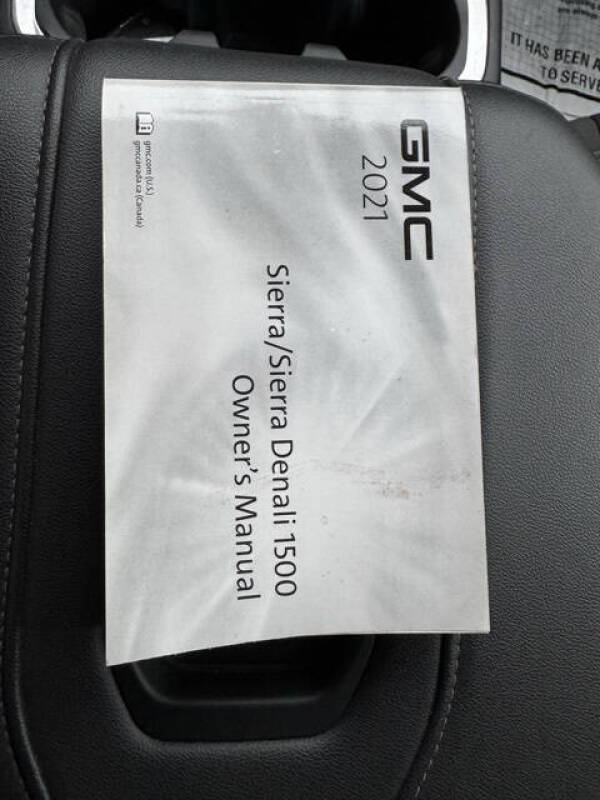 GMC
2021
Sierra/Sierra Denali 1500
Owner's Manual
gmc.com (U.S.)
gmccanada.ca (Canada)
IT HAS BEEN A
TO SERVE